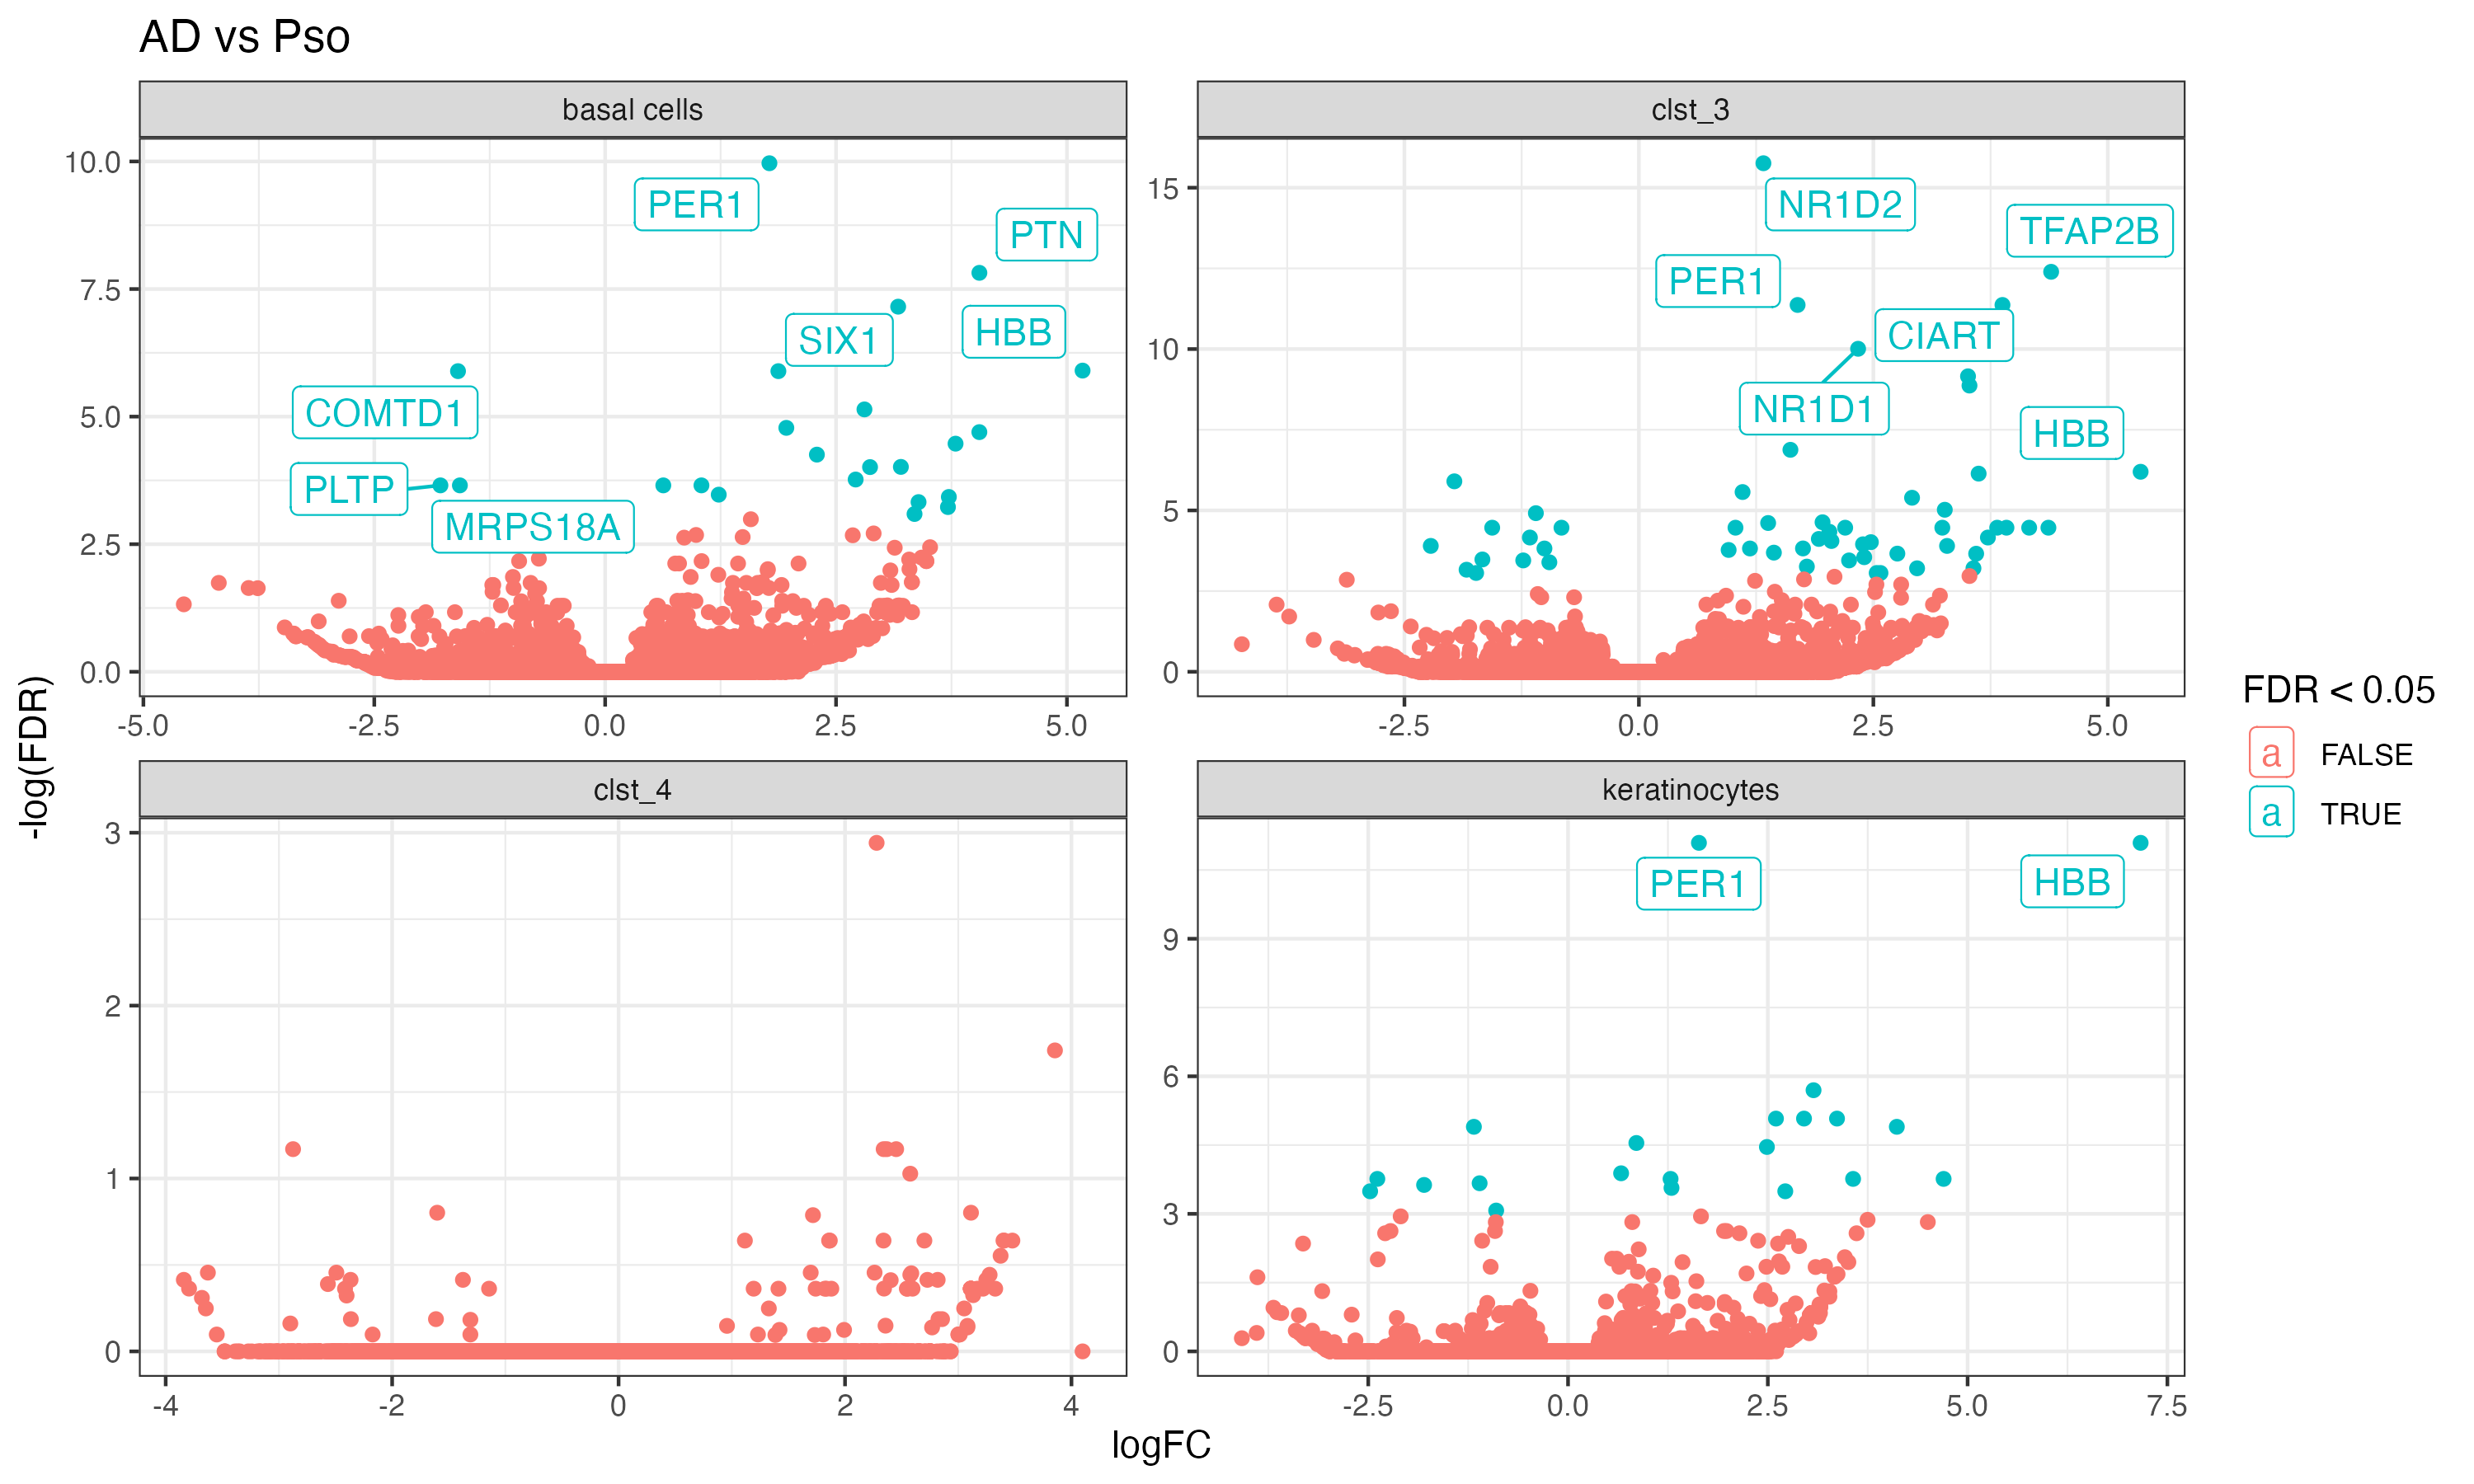 AD vs Pso
basal cells
clst_3
10.0
7.5
5.0
2.5
0.0
PER1
PTN
SIX1
HBB
COMTD1
PLTP
MRPS18A
-5.0
-2.5
0.0
2.5
5.0
15
10
5
0
NR1D2
TFAP2B
PER1
CIART
NR1D1
HBB
-2.5
0.0
2.5
5.0
clst_4
keratinocytes
3
2
1
0
-4
-2
0
2
4
9
6
3
0
PER1
HBB
-2.5
0.0
2.5
5.0
7.5
-log(FDR)
logFC
FDR < 0.05
a FALSE
a TRUE